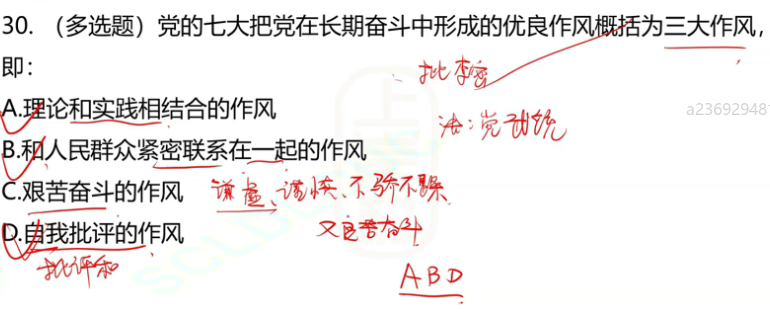 30. （多选题）党的七大把党在长期奋斗中形成的优良作风概括为三大作风，
即：
批李密
A.理论和实践相结合的作风
a23692948
注：党 统
B.和人民群众紧密联系在一起的作风
C.艰苦奋斗的作风 谦虚、谨慎、不骄不躁
D.自我批评的作风 又艰苦奋斗
批评和
ABD